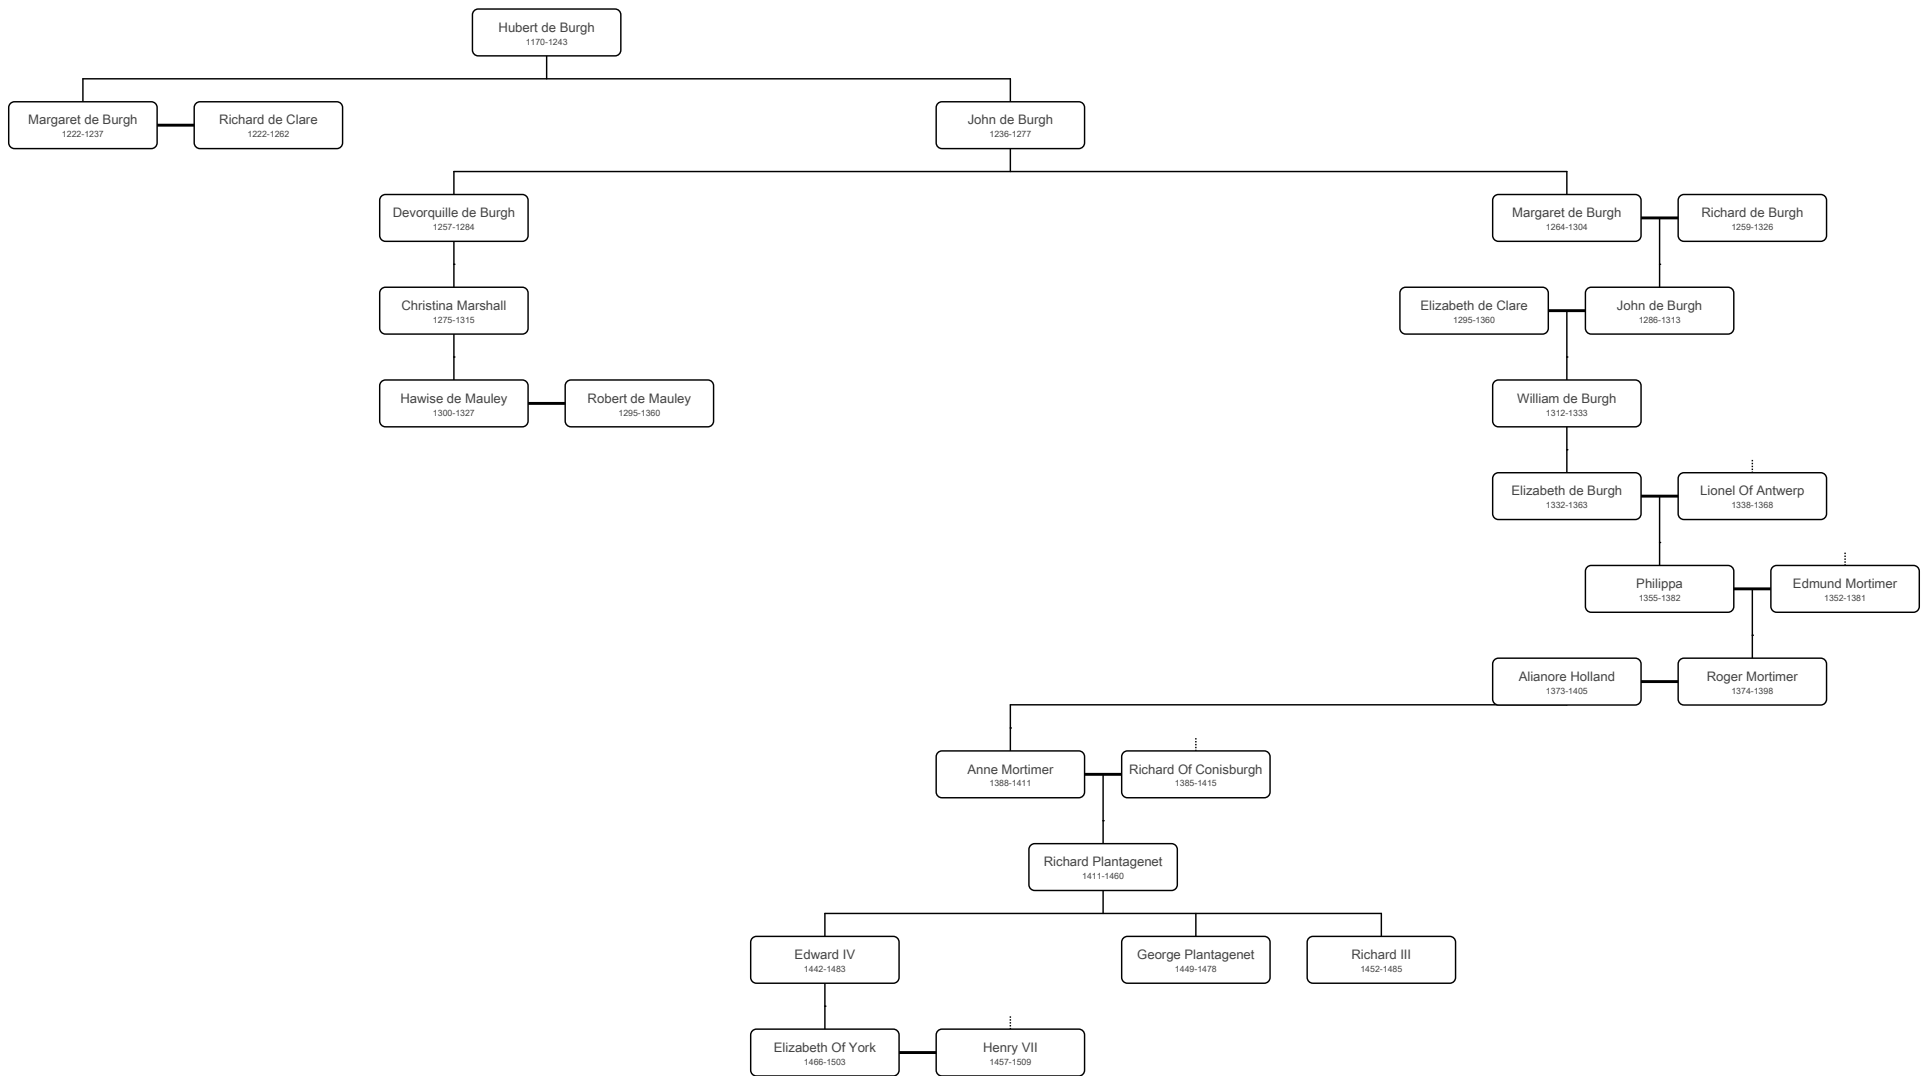 Hubert de Burgh
1170-1243
Margaret de Burgh
1222-1237
Richard de Clare
1222-1262
John de Burgh
1236-1277
Devorquille de Burgh
1257-1284
Margaret de Burgh
1264-1304
Richard de Burgh
1259-1326
Christina Marshall
1275-1315
Elizabeth de Clare
1295-1360
John de Burgh
1286-1313
Hawise de Mauley
1300-1327
Robert de Mauley
1295-1360
William de Burgh
1312-1333
Elizabeth de Burgh
1332-1363
Lionel Of Antwerp
1338-1368
Philippa
1355-1382
Edmund Mortimer
1352-1381
Alianore Holland
1373-1405
Roger Mortimer
1374-1398
Anne Mortimer
1388-1411
Richard Of Conisburgh
1385-1415
Richard Plantagenet
1411-1460
Edward IV
1442-1483
George Plantagenet
1449-1478
Richard III
1452-1485
Elizabeth Of York
1466-1503
Henry VII
1457-1509